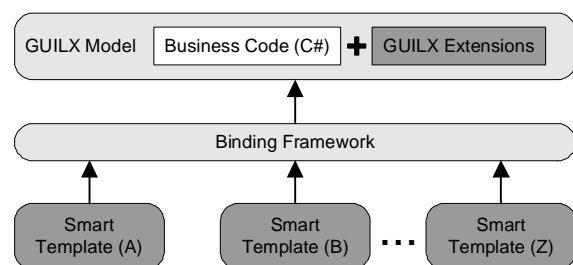 GUILX Model Business Code (C#) + GUILX Extensions
Binding Framework
Smart Smart Smart
Template (A) Template (B) ... Template (Z)